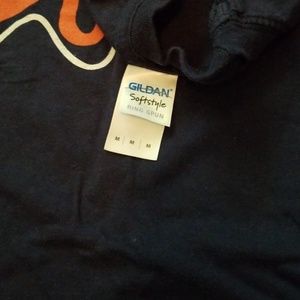 GILDAN
Softstyle
RING SPUN
M M M